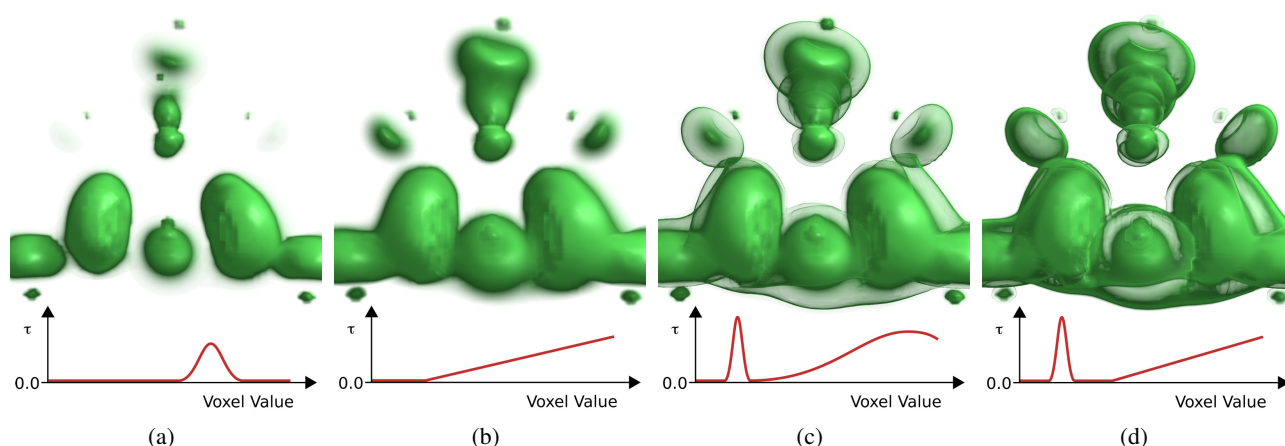 τ τ τ τ
0.0 0.0 0.0 0.0
Voxel Value Voxel Value Voxel Value Voxel Value
(a) (b) (c) (d)